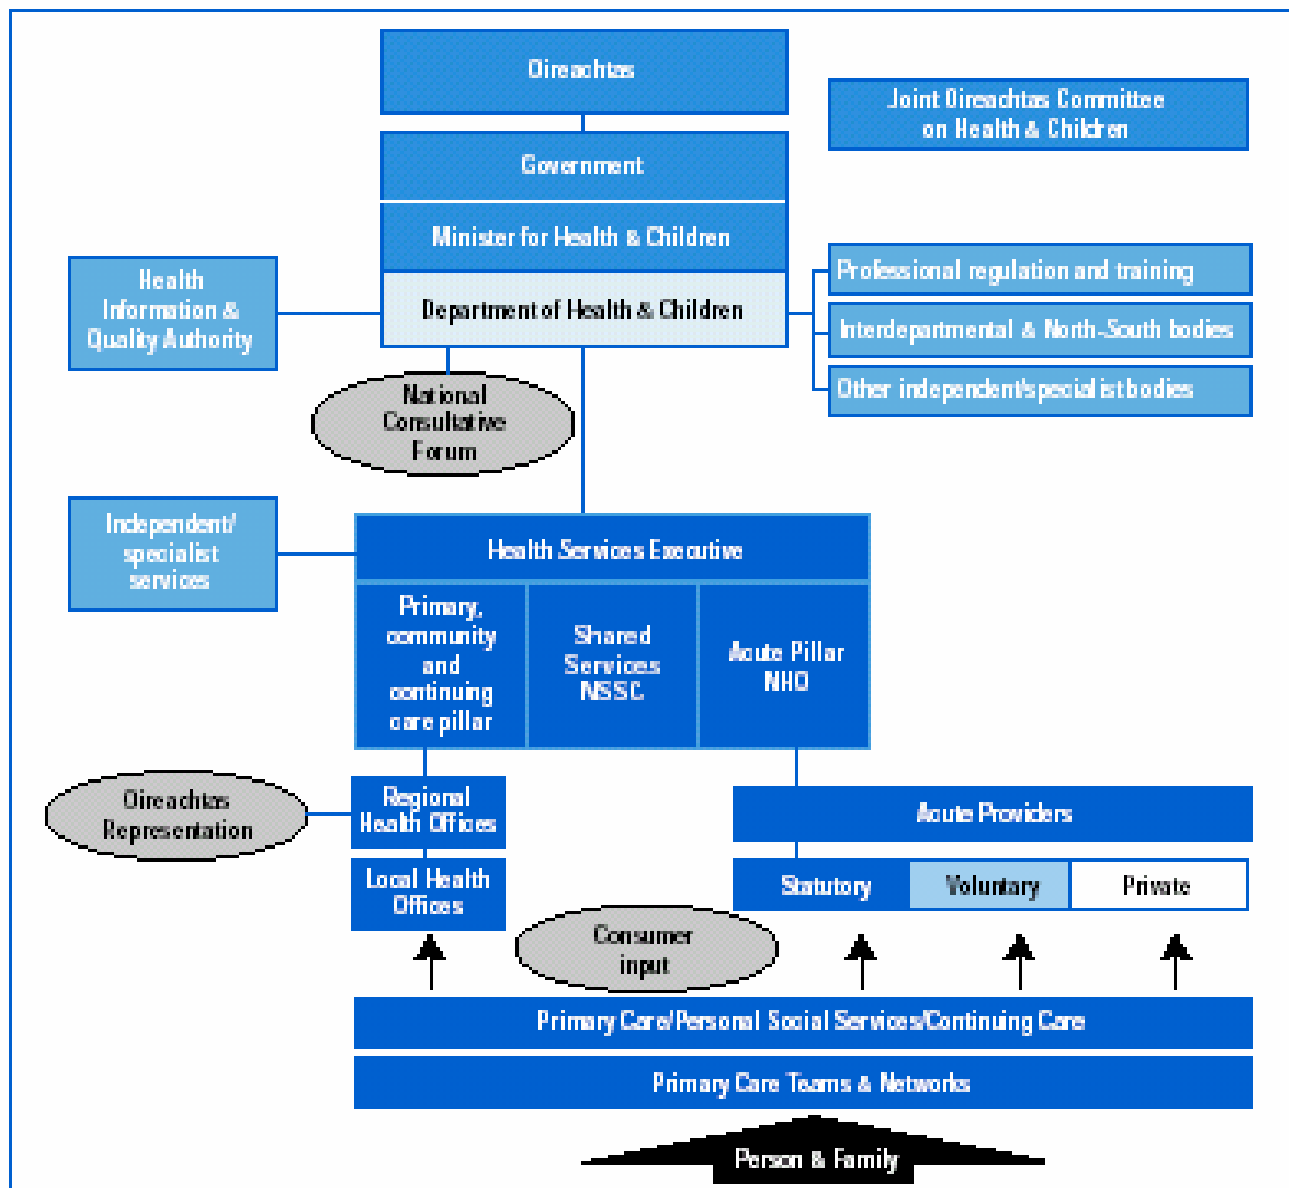 Oireachtas
Joint Oireachtas Committee
on Health & Children
Government
Minister for Health & Children
Department of Health & Children
Health
Information &
Quality Authority
Professional regulation and training
Interdepartmental & North-South bodies
Other independent/specialist bodies
National
Consultative
Forum
Independent/
specialist
services
Health Services Executive
Primary,
community
and
continuing
care pillar
Shared
Services
NSSC
Acute Pillar
NHO
Oireachtas
Representation
Regional
Health Offices
Local Health
Offices
Acute Providers
Statutory
Voluntary
Private
Consumer
input
Primary Care/Personal Social Services/Continuing Care
Primary Care Teams & Networks
Person & Family